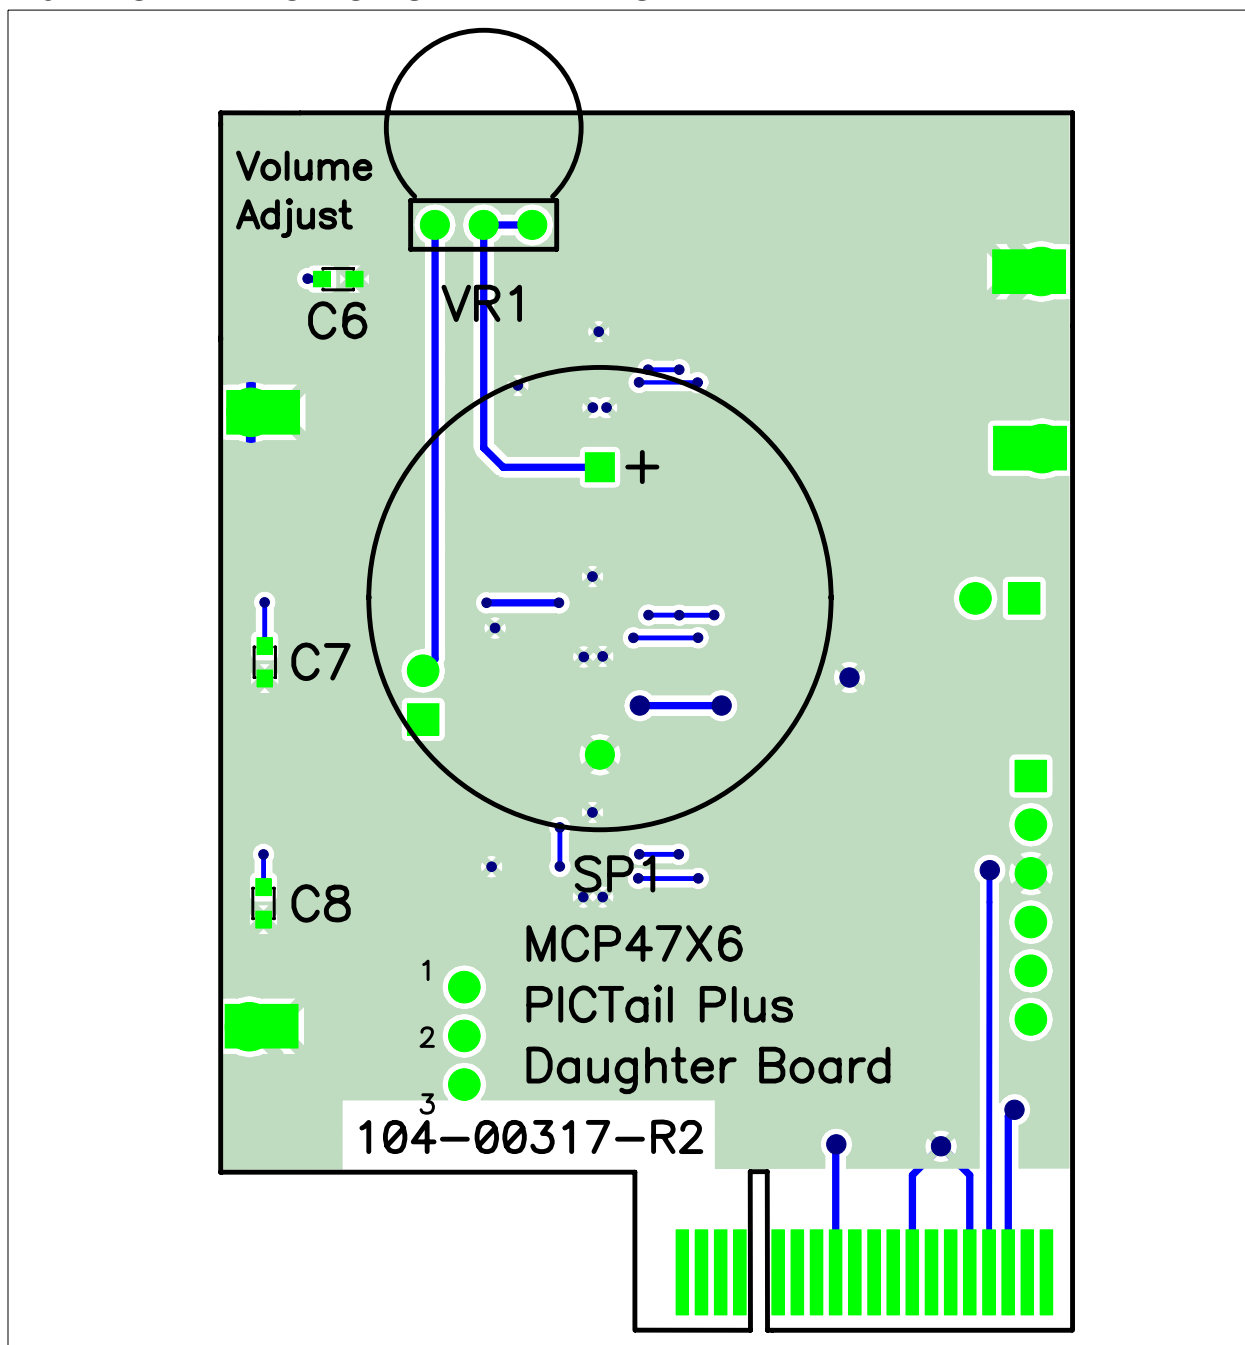 Volume
Adjust
VR1
C6
+
C7
SP1
C8
MCP47X6
1
PICTail Plus
2
Daughter Board
3
104-00317-R2